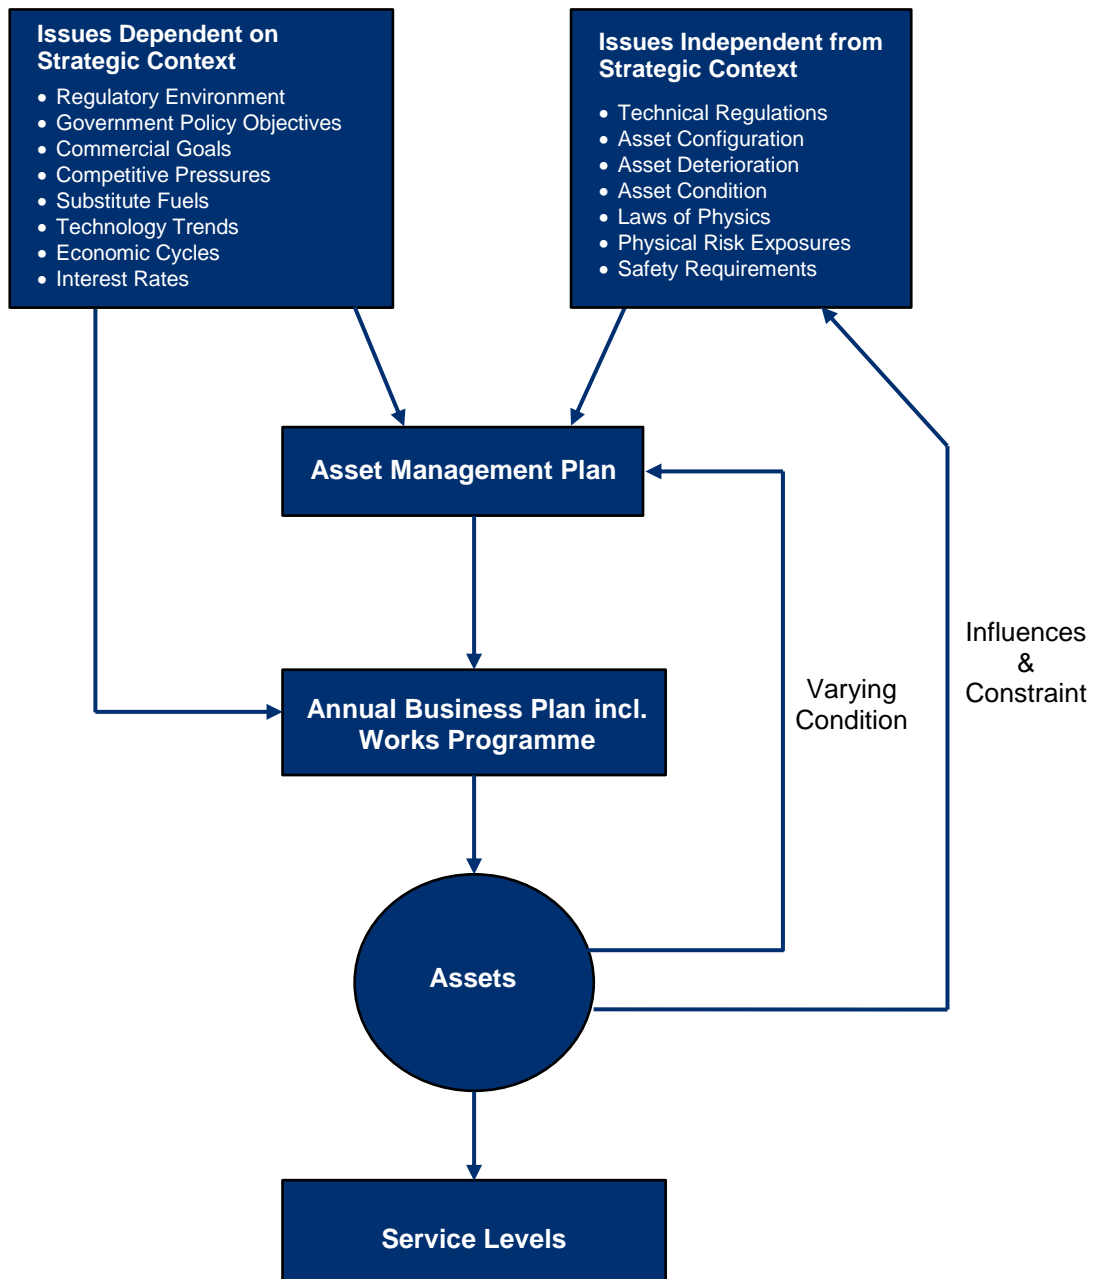 Issues Dependent on
Strategic Context
• Regulatory Environment
• Government Policy Objectives
• Commercial Goals
• Competitive Pressures
• Substitute Fuels
• Technology Trends
• Economic Cycles
• Interest Rates
Issues Independent from
Strategic Context
• Technical Regulations
• Asset Configuration
• Asset Deterioration
• Asset Condition
• Laws of Physics
• Physical Risk Exposures
• Safety Requirements
Asset Management Plan
Influences
&
Constraint
Varying
Condition
Annual Business Plan incl.
Works Programme
Assets
Service Levels